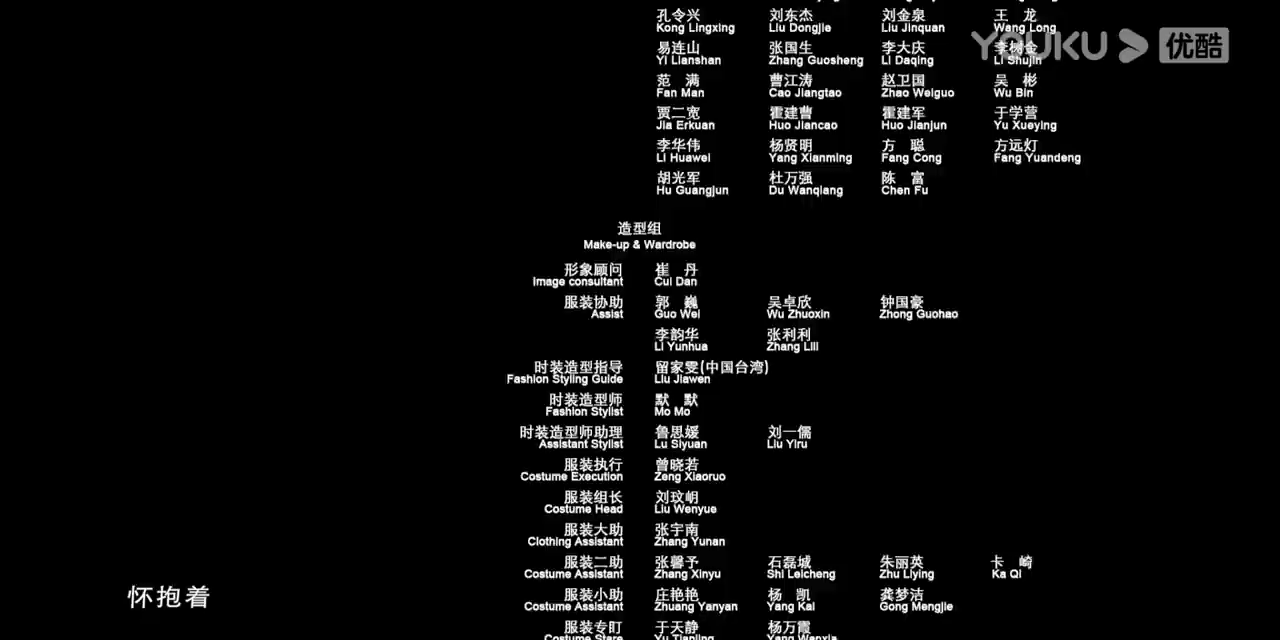 孔令兴 刘东杰 刘金泉 王 龙
Kong Lingxing Liu Dongjie Liu Jinquan Wang Long
YOUKU 优酷
易连山 张国生 李大庆 李树金
Yi Lianshan Zhang Guosheng Li Daqing Li Shujin
范 满 曹江涛 赵卫国 吴 彬
Fan Man Cao Jiangtao Zhao Weiguo Wu Bin
贾二宽 霍建曹 霍建军 于学营
Jia Erkuan Huo Jiancao Huo Jianjun Yu Xueying
李华伟 杨贤明 方 聪 方远灯
Li Huawei Yang Xianming Fang Cong Fang Yuandeng
胡光军 杜万强 陈 富
Hu Guangjun Du Wanqiang Chen Fu
造型组
Make-up & Wardrobe
形象顾问 崔 丹
Image consultant Cui Dan
服装协助 郭 巍 吴卓欣 钟国豪
Assist Guo Wei Wu Zhuoxin Zhong Guohao
李韵华 张利利
Li Yunhua Zhang Lili
时装造型指导 留家雯(中国台湾)
Fashion Styling Guide Liu Jiawen
时装造型师 默 默
Fashion Stylist Mo Mo
时装造型师助理 鲁思媛 刘一儒
Assistant Stylist Lu Siyuan Liu Yiru
服装执行 曾晓若
Costume Execution Zeng Xiaoruo
服装组长 刘玟岄
Costume Head Liu Wenyue
服装大助 张宇南
Clothing Assistant Zhang Yunan
服装二助 张馨予 石磊城 朱丽英 卡 崎
Costume Assistant Zhang Xinyu Shi Leicheng Zhu Liying Ka Qi
服装小助 庄艳艳 杨 凯 龚梦洁
Costume Assistant Zhuang Yanyan Yang Kai Gong Mengjie
怀抱着
服装专盯 于天静 杨万霞
Costume Stare Yu Tianjing Yang Wanxia